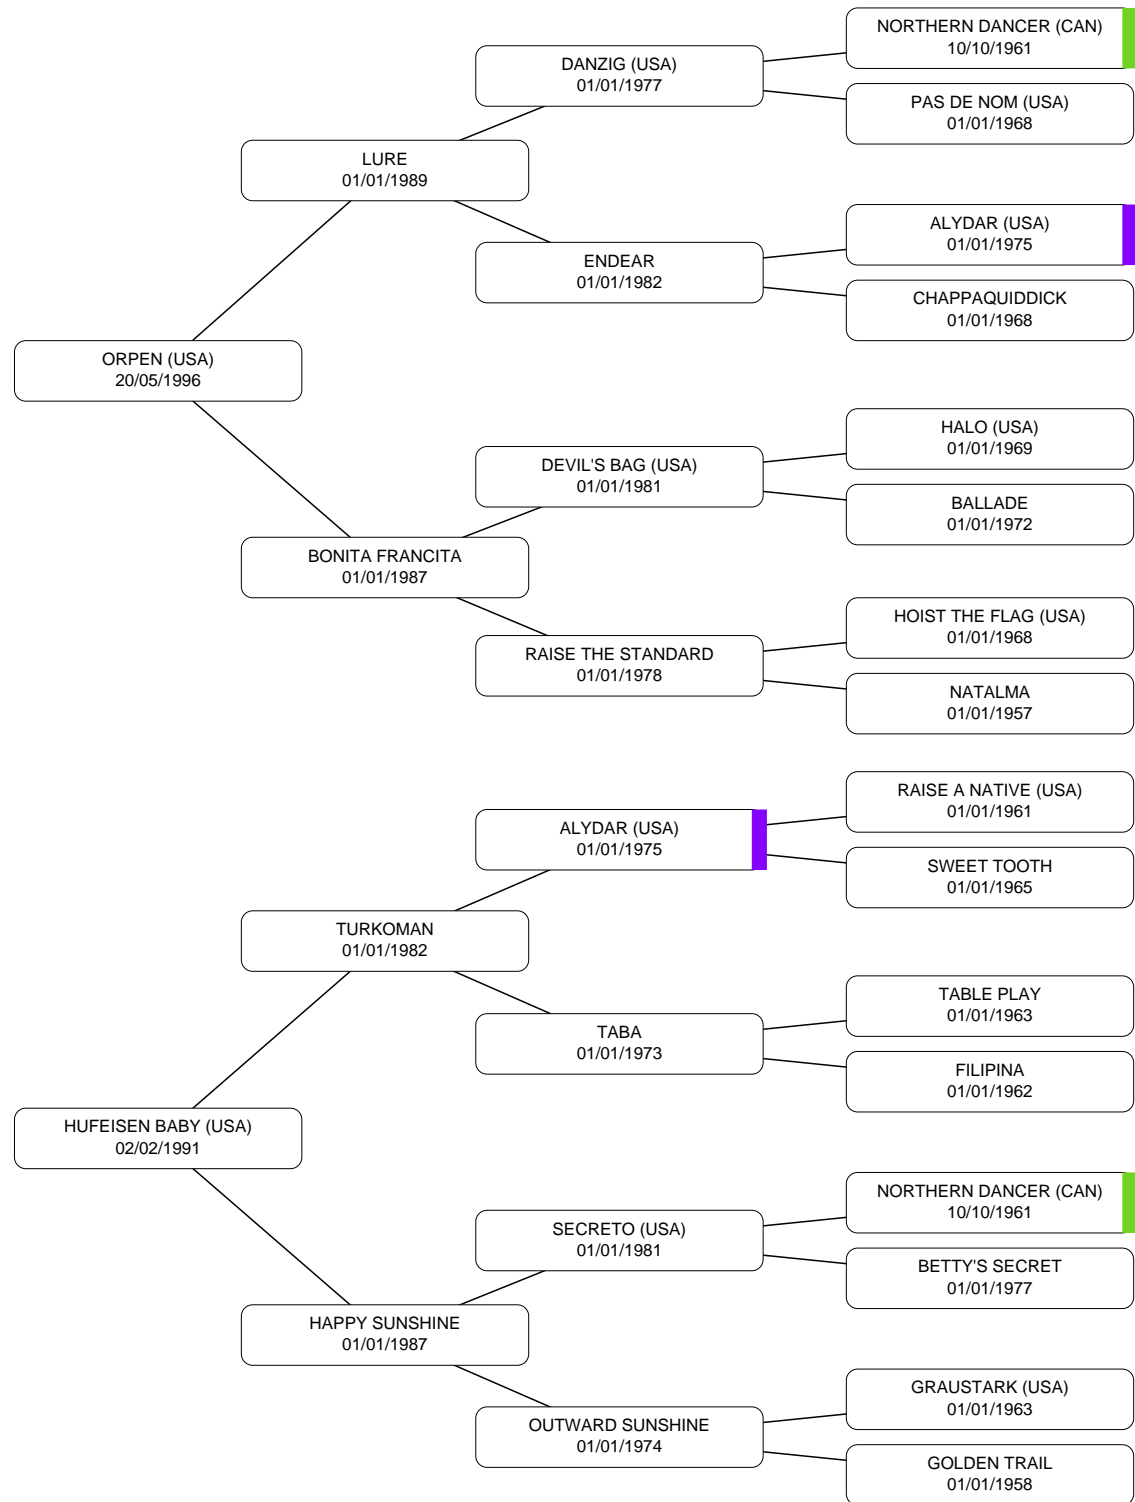 NORTHERN DANCER (CAN)
10/10/1961
DANZIG (USA)
01/01/1977
PAS DE NOM (USA)
01/01/1968
LURE
01/01/1989
ALYDAR (USA)
01/01/1975
ENDEAR
01/01/1982
CHAPPAQUIDDICK
01/01/1968
ORPEN (USA)
20/05/1996
HALO (USA)
01/01/1969
DEVIL'S BAG (USA)
01/01/1981
BALLADE
01/01/1972
BONITA FRANCITA
01/01/1987
HOIST THE FLAG (USA)
01/01/1968
RAISE THE STANDARD
01/01/1978
NATALMA
01/01/1957
RAISE A NATIVE (USA)
01/01/1961
ALYDAR (USA)
01/01/1975
SWEET TOOTH
01/01/1965
TURKOMAN
01/01/1982
TABLE PLAY
01/01/1963
TABA
01/01/1973
FILIPINA
01/01/1962
HUFEISEN BABY (USA)
02/02/1991
NORTHERN DANCER (CAN)
10/10/1961
SECRETO (USA)
01/01/1981
BETTY'S SECRET
01/01/1977
HAPPY SUNSHINE
01/01/1987
GRAUSTARK (USA)
01/01/1963
OUTWARD SUNSHINE
01/01/1974
GOLDEN TRAIL
01/01/1958